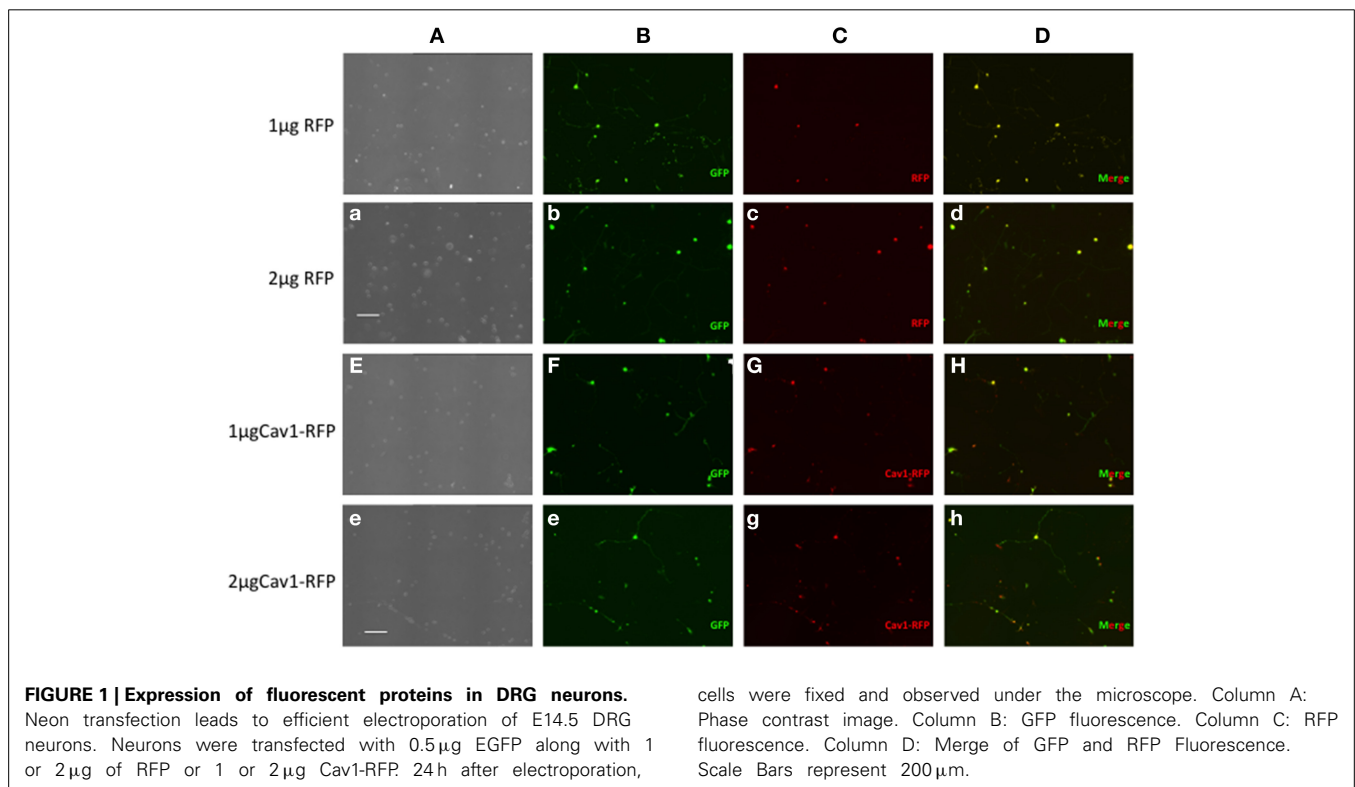 A B C D
1µg RFP
GFP RFP Merge
a b c d
2µg RFP
GFP RFP Merge
E F G H
1µgCav1-RFP
GFP Cav1-RFP Merge
e e g h
2µgCav1-RFP
GFP Cav1-RFP Merge
FIGURE 1 | Expression of fluorescent proteins in DRG neurons.
Neon transfection leads to efficient electroporation of E14.5 DRG
neurons. Neurons were transfected with 0.5 µg EGFP along with 1
or 2 µg of RFP or 1 or 2 µg Cav1-RFP. 24 h after electroporation,
cells were fixed and observed under the microscope. Column A:
Phase contrast image. Column B: GFP fluorescence. Column C: RFP
fluorescence. Column D: Merge of GFP and RFP Fluorescence.
Scale Bars represent 200 µm.